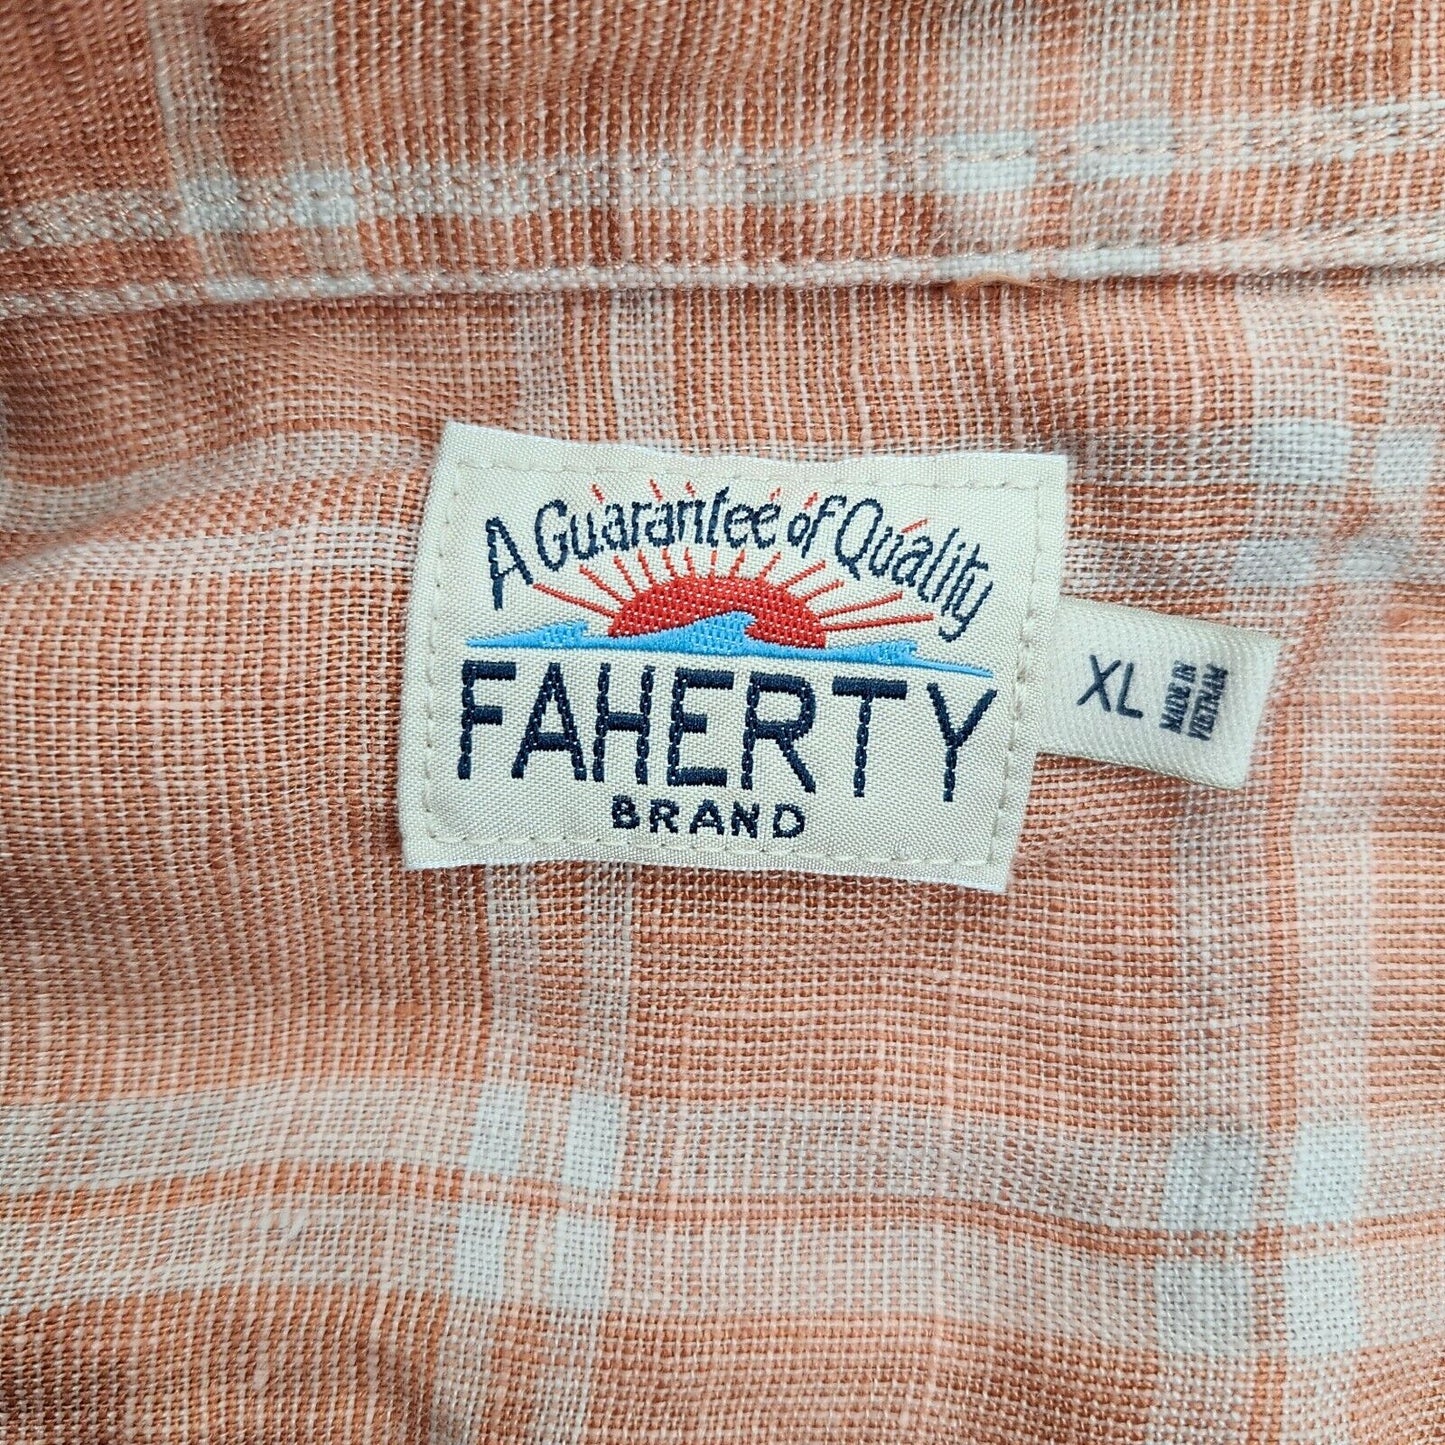 A Guarantee of Quality
FAHERTY
BRAND
XL
MADE IN
VIETNAM